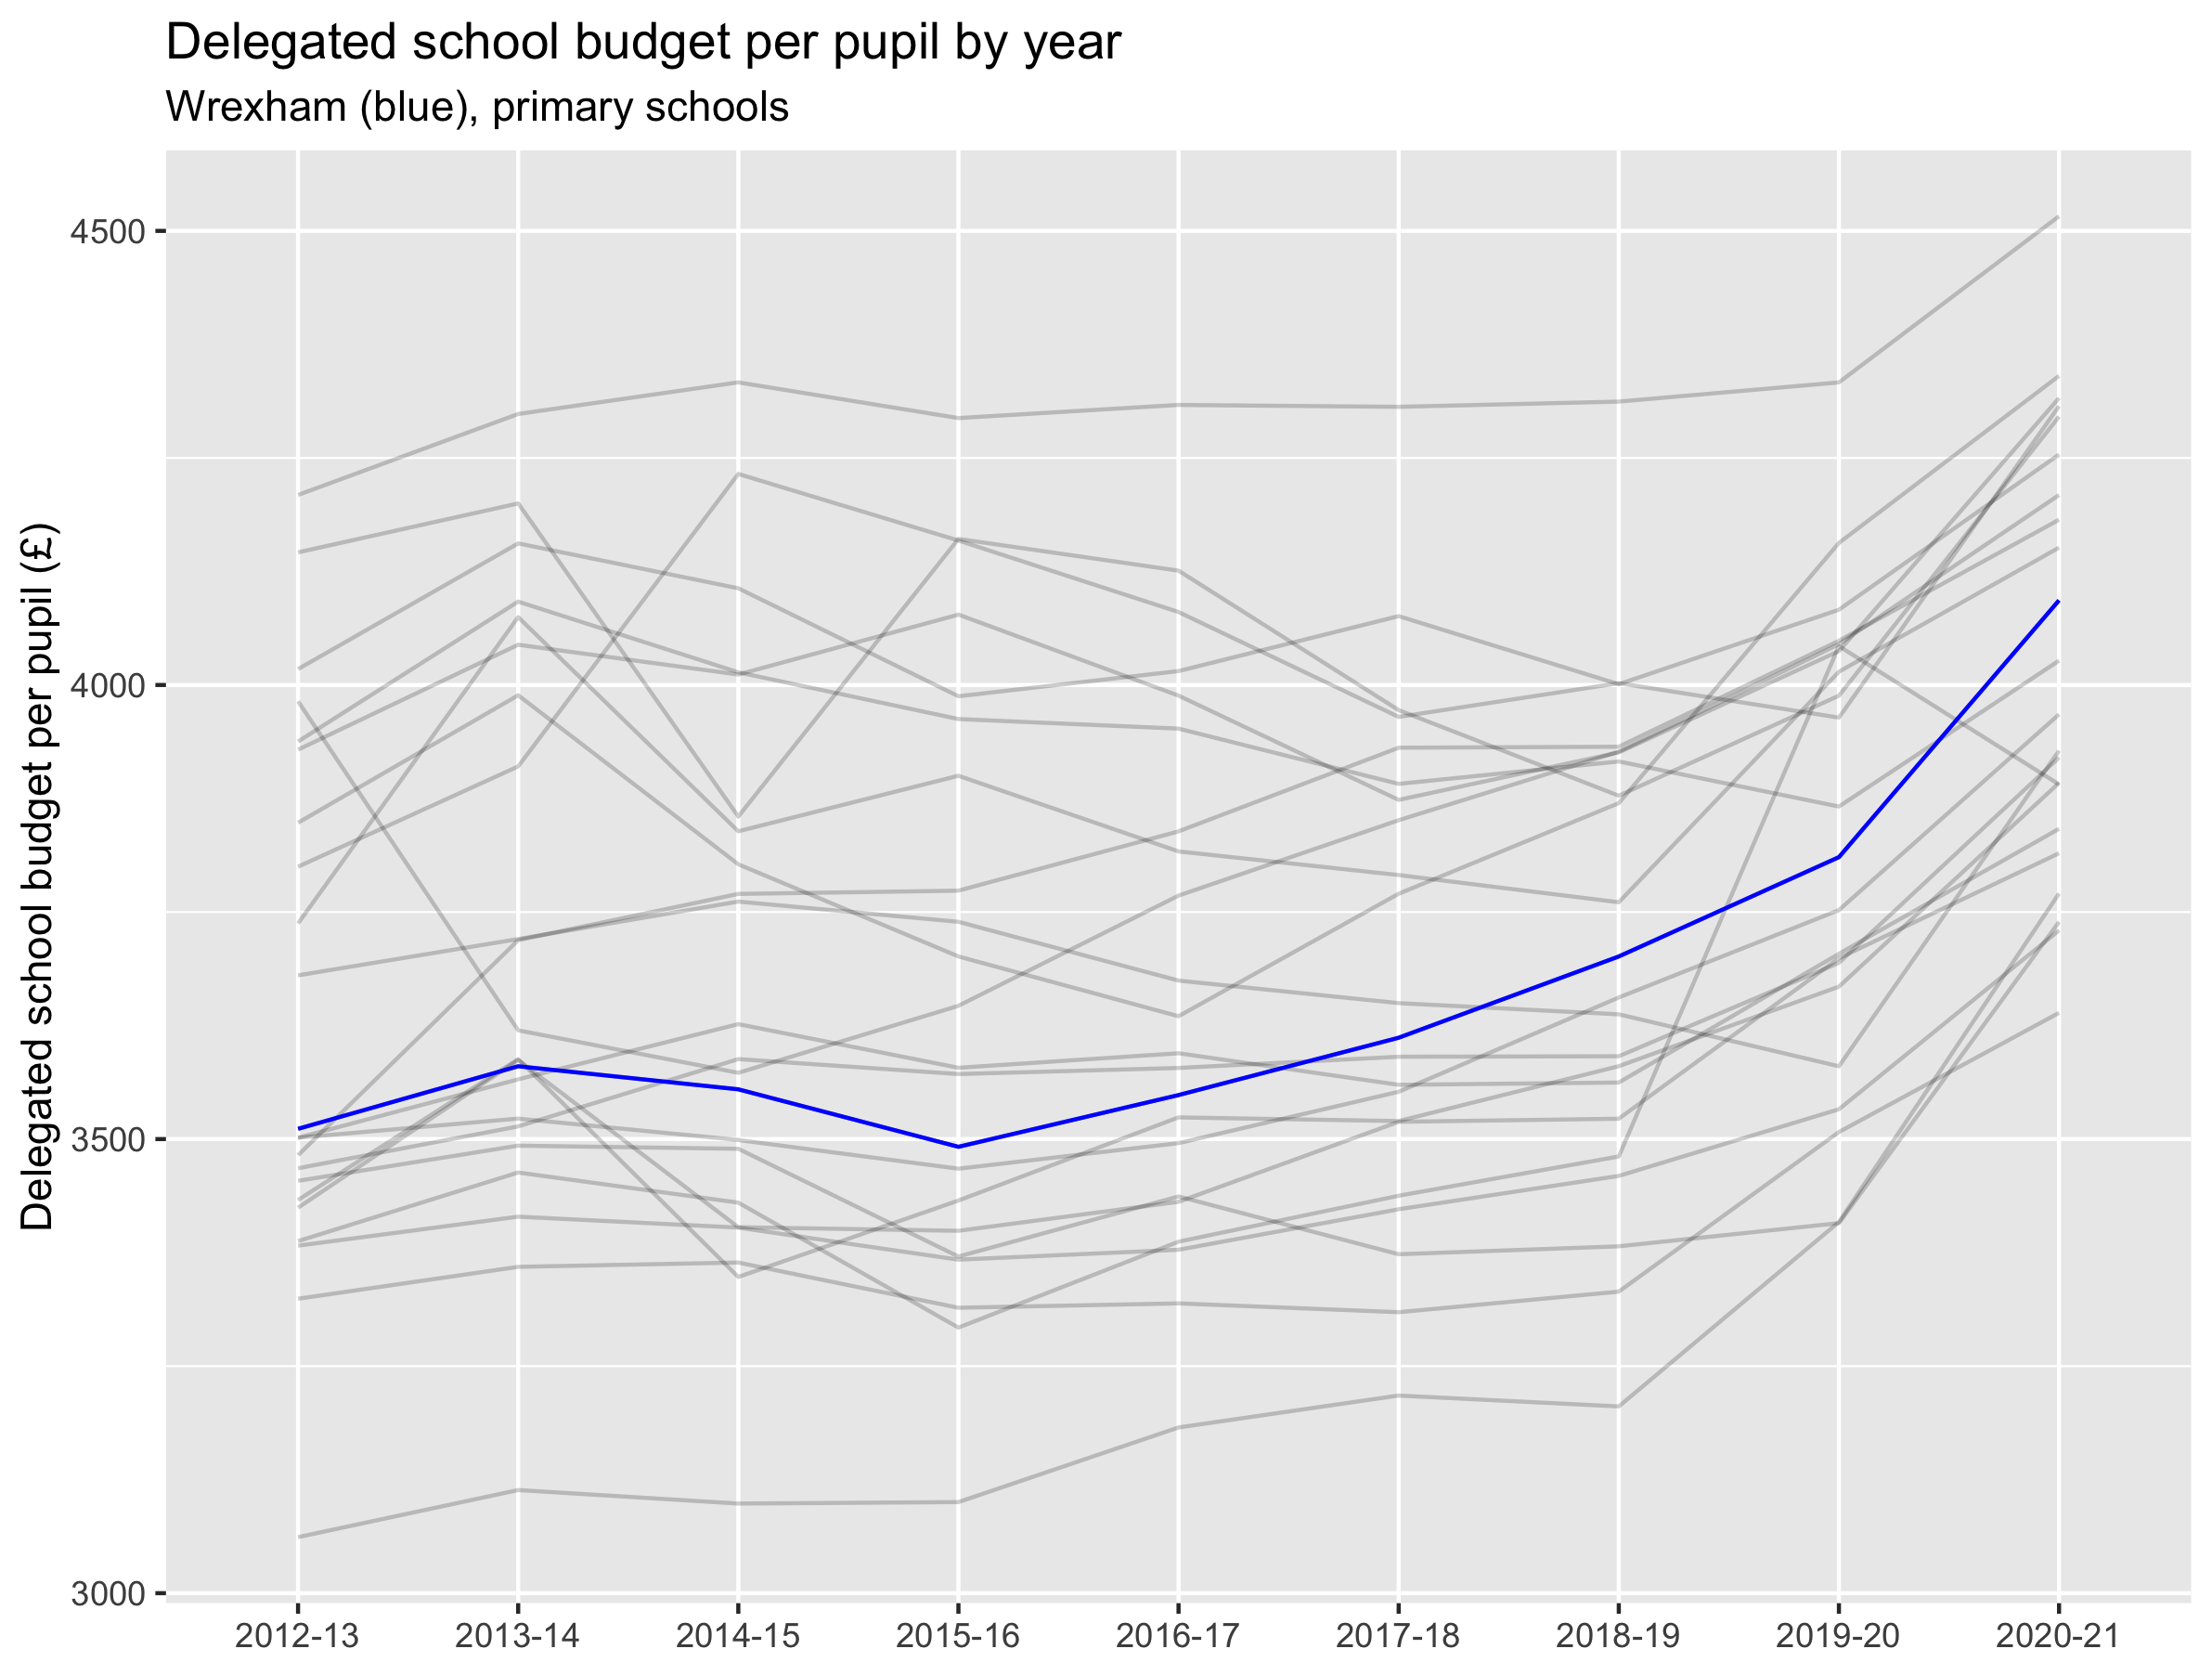 Delegated school budget per pupil by year
Wrexham (blue), primary schools
Delegated school budget per pupil (£)
4500
4000
3500
3000
2012-13 2013-14 2014-15 2015-16 2016-17 2017-18 2018-19 2019-20 2020-21